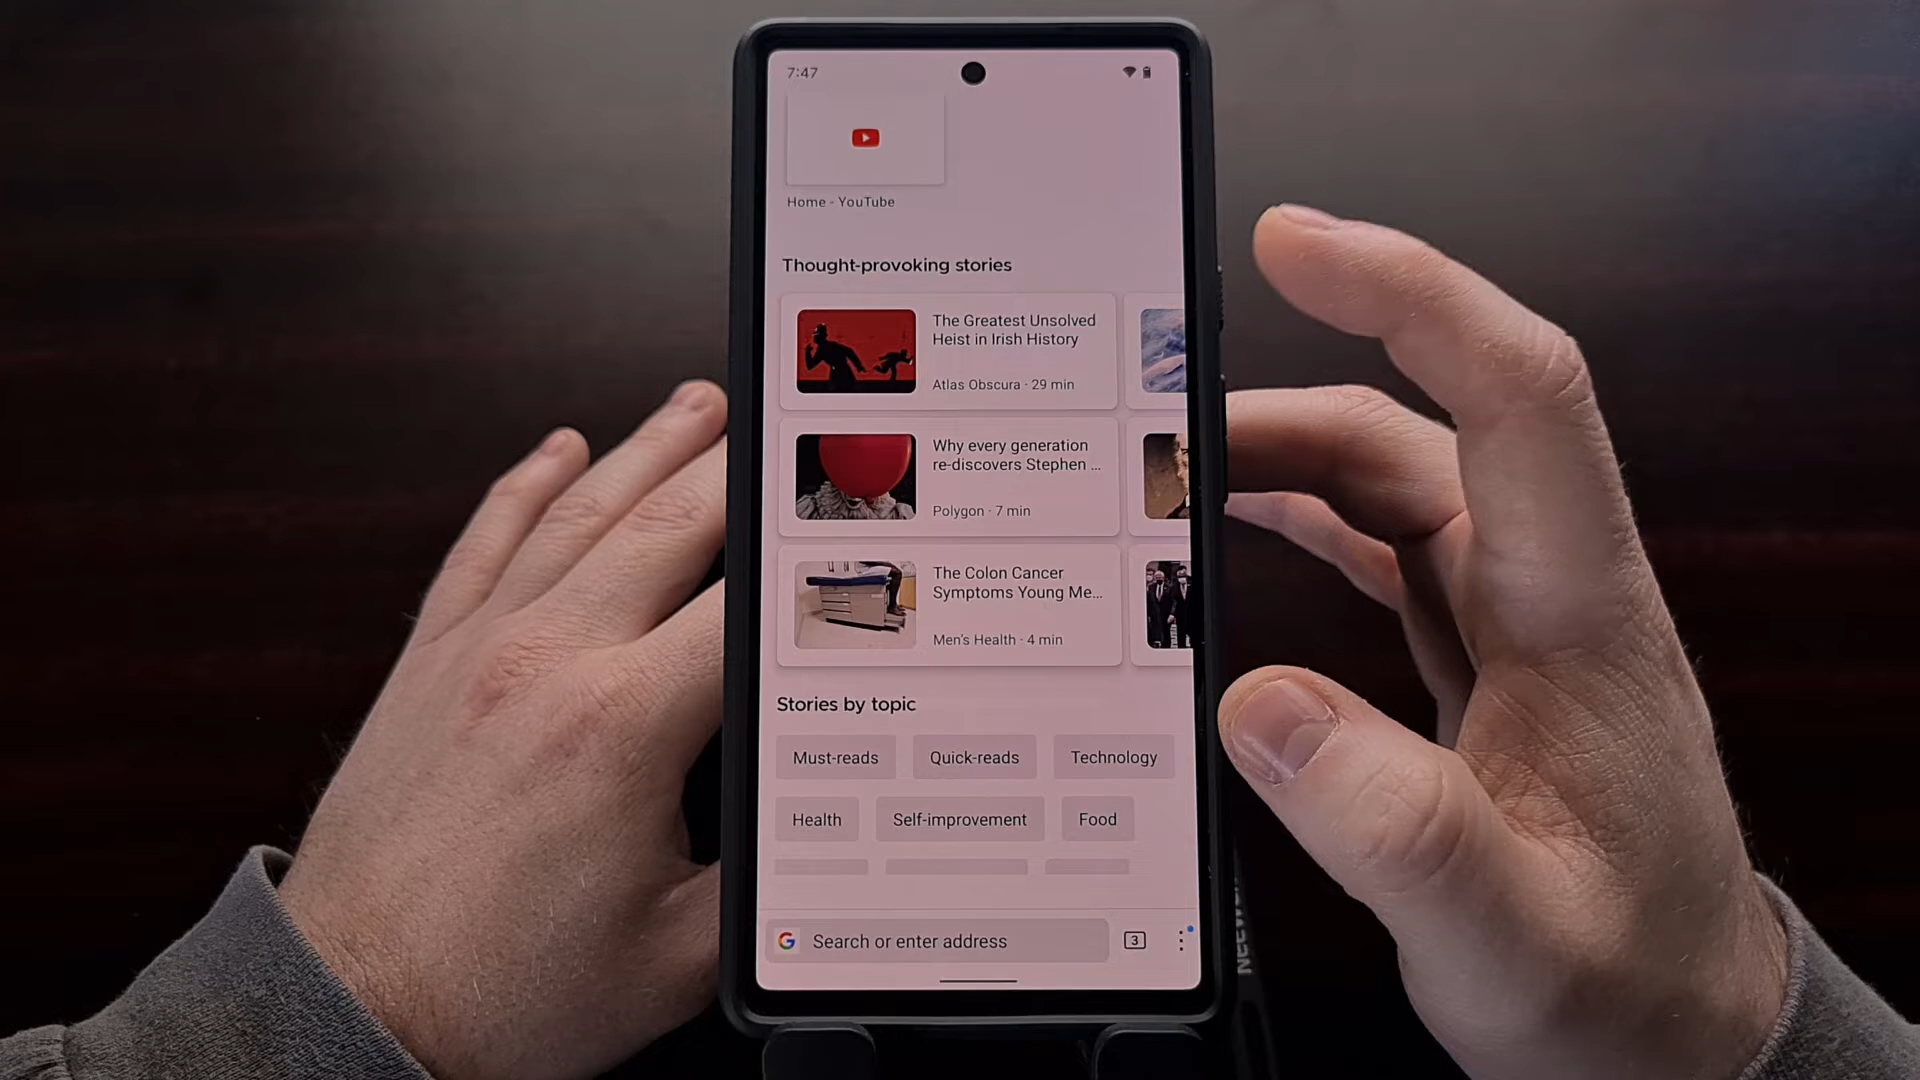 7:47
Home - YouTube
Thought-provoking stories
The Greatest Unsolved
Heist in Irish History
Atlas Obscura · 29 min
Why every generation
re-discovers Stephen ...
Polygon · 7 min
The Colon Cancer
Symptoms Young Me...
Men's Health · 4 min
Stories by topic
Must-reads
Quick-reads
Technology
Health
Self-improvement
Food
G Search or enter address
3